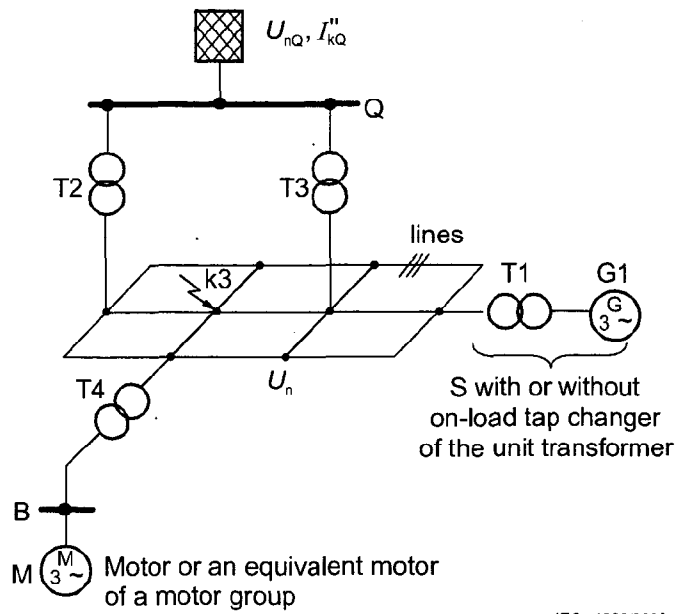 U_nQ, I''_kQ
Q
T2
T3
lines
k3
T1
G1
G
3 ~
U_n
T4
S with or without
on-load tap changer
of the unit transformer
B
M
M
3 ~
Motor or an equivalent motor
of a motor group